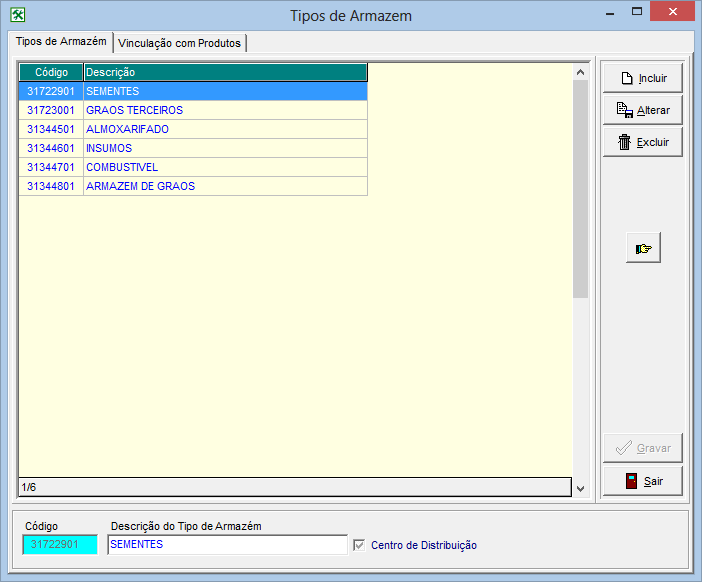 Tipos de Armazem
Tipos de Armazém Vinculação com Produtos
Código Descrição
31722901 SEMENTES
31723001 GRAOS TERCEIROS
31344501 ALMOXARIFADO
31344601 INSUMOS
31344701 COMBUSTIVEL
31344801 ARMAZEM DE GRAOS
1/6
Incluir
Alterar
Excluir
Gravar
Sair
Código Descrição do Tipo de Armazém
31722901 SEMENTES Centro de Distribuição